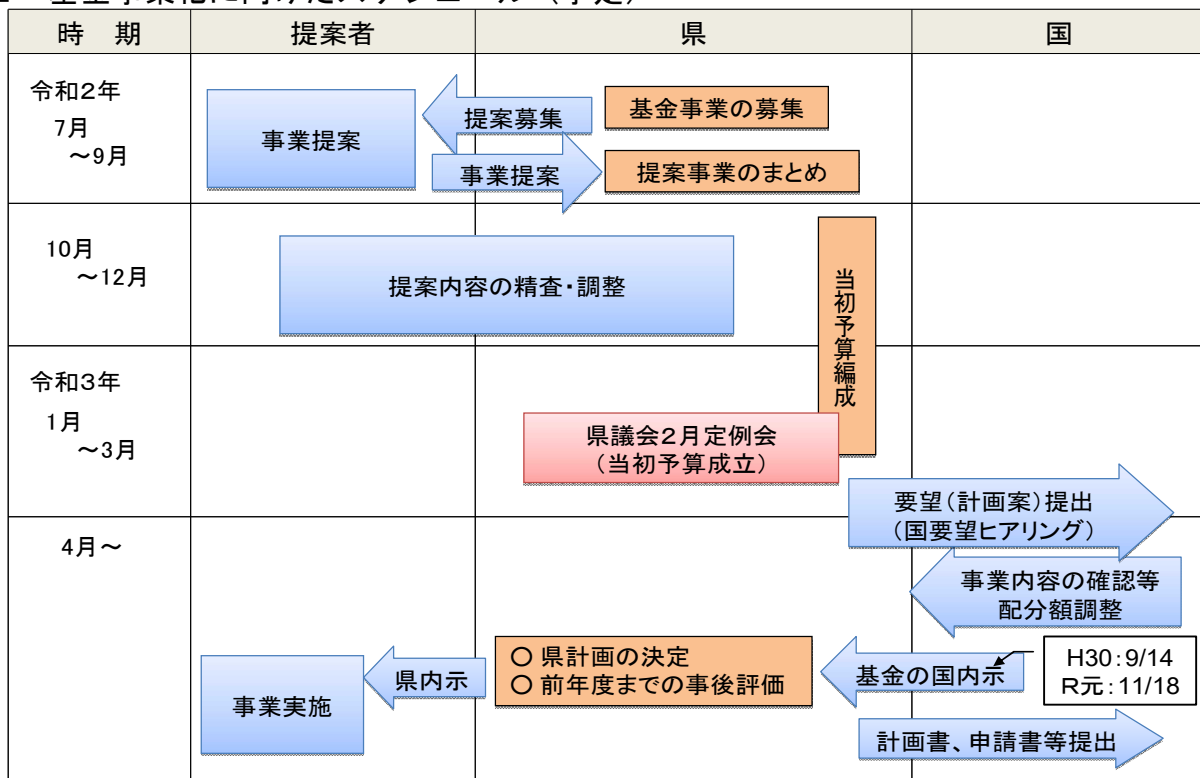 時 期
提案者
県
国
令和2年
7月
～9月
事業提案
提案募集
基金事業の募集
事業提案
提案事業のまとめ
10月
～12月
提案内容の精査・調整
当初予算編成
令和3年
1月
～3月
県議会2月定例会
（当初予算成立）
要望（計画案）提出
（国要望ヒアリング）
4月～
事業内容の確認等
配分額調整
事業実施
県内示
○ 県計画の決定
○ 前年度までの事後評価
基金の国内示
H30：9/14
R元：11/18
計画書、申請書等提出